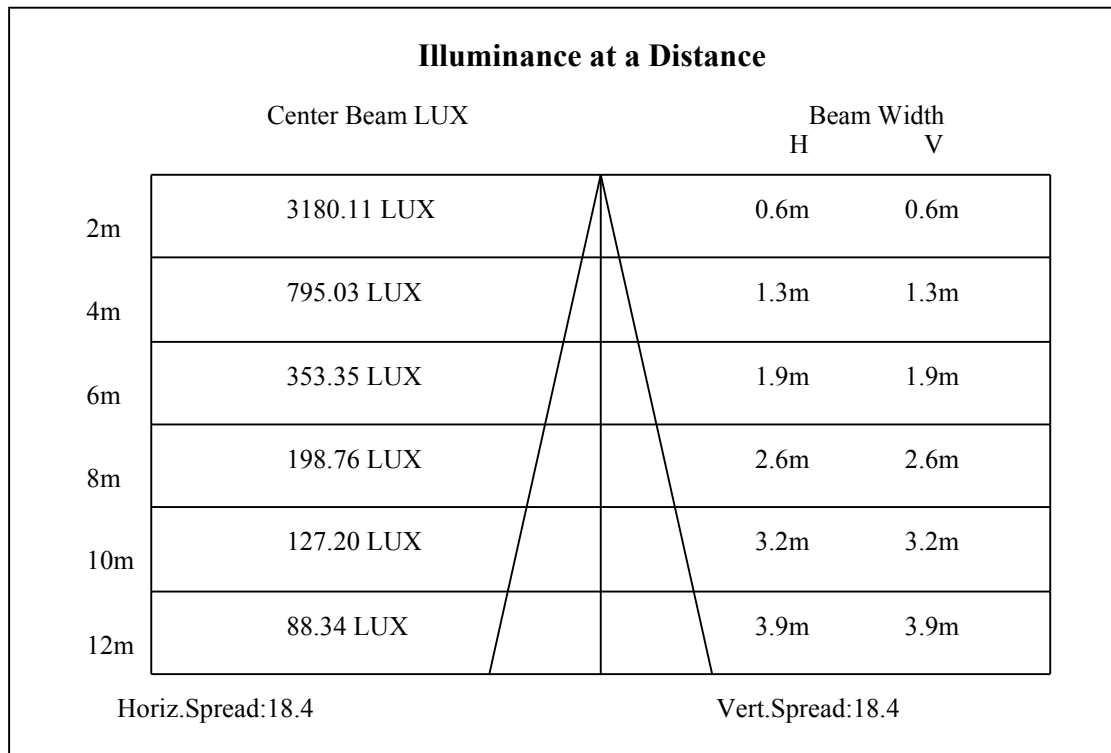 Illuminance at a Distance
Center Beam LUX Beam Width
H V
2m 3180.11 LUX 0.6m 0.6m
4m 795.03 LUX 1.3m 1.3m
6m 353.35 LUX 1.9m 1.9m
8m 198.76 LUX 2.6m 2.6m
10m 127.20 LUX 3.2m 3.2m
12m 88.34 LUX 3.9m 3.9m
Horiz.Spread:18.4 Vert.Spread:18.4